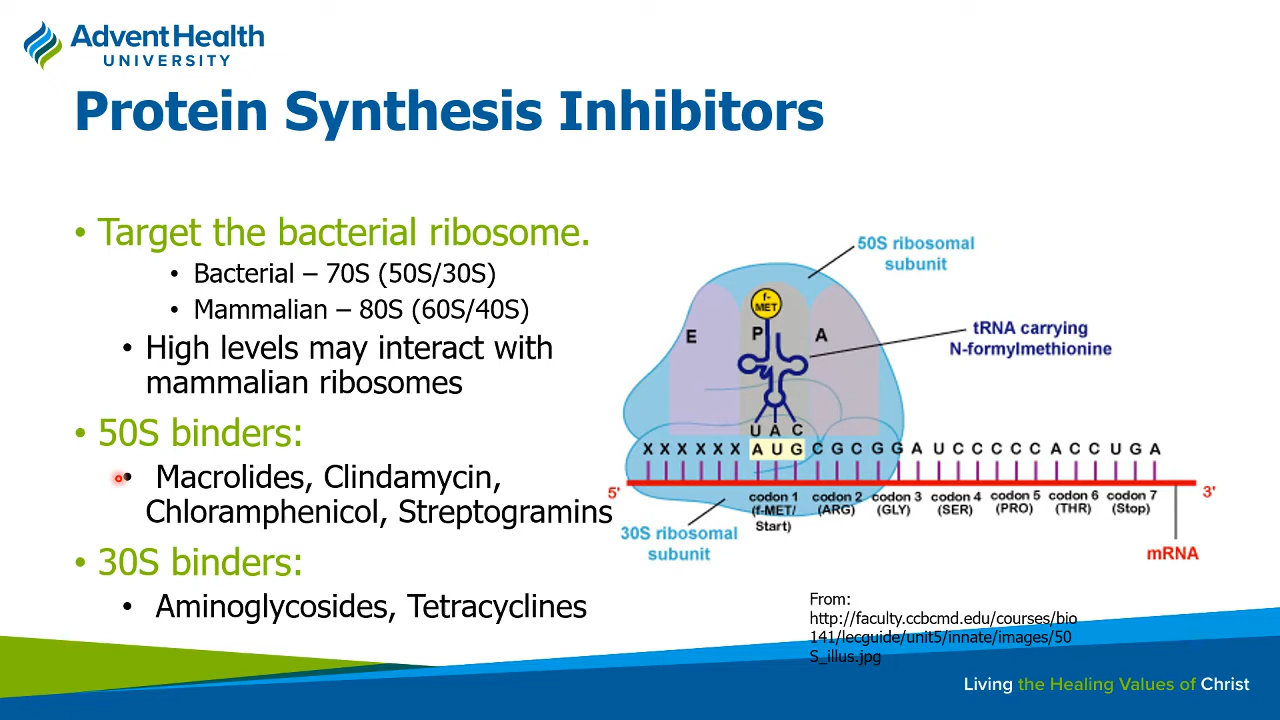 AdventHealth
UNIVERSITY
Protein Synthesis Inhibitors
• Target the bacterial ribosome.
• Bacterial – 70S (50S/30S)
• Mammalian – 80S (60S/40S)
• High levels may interact with
mammalian ribosomes
• 50S binders:
• Macrolides, Clindamycin,
Chloramphenicol, Streptogramins
• 30S binders:
• Aminoglycosides, Tetracyclines
50S ribosomal
subunit
f-
MET
E P A
tRNA carrying
N-formylmethionine
U A C
X X X X X X A U G C G C G G A U C C C C C A C C U G A
5'
3'
codon 1
(f-MET/
Start)
codon 2
(ARG)
codon 3
(GLY)
codon 4
(SER)
codon 5
(PRO)
codon 6
(THR)
codon 7
(Stop)
30S ribosomal
subunit
mRNA
From:
http://faculty.ccbcmd.edu/courses/bio
141/lecguide/unit5/innate/images/50
S_illus.jpg
Living the Healing Values of Christ